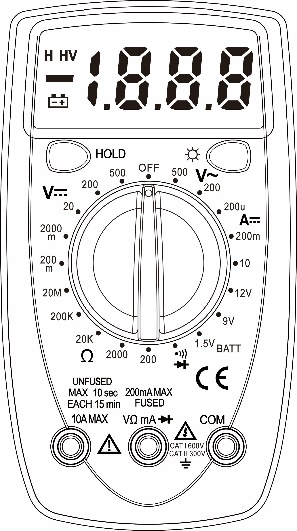 H HV
1.8.8.8
HOLD
OFF
500
200
V~
200u
A
200m
10
12V
9V
1.5V BATT
200
2000
Ω
20K
200K
20M
200
m
2000
m
20
V
200
500
UNFUSED
MAX 10 sec
EACH 15 min
10A MAX
200mA MAX
FUSED
VΩ mA
COM
CAT I 600V
CAT II 300V
CE